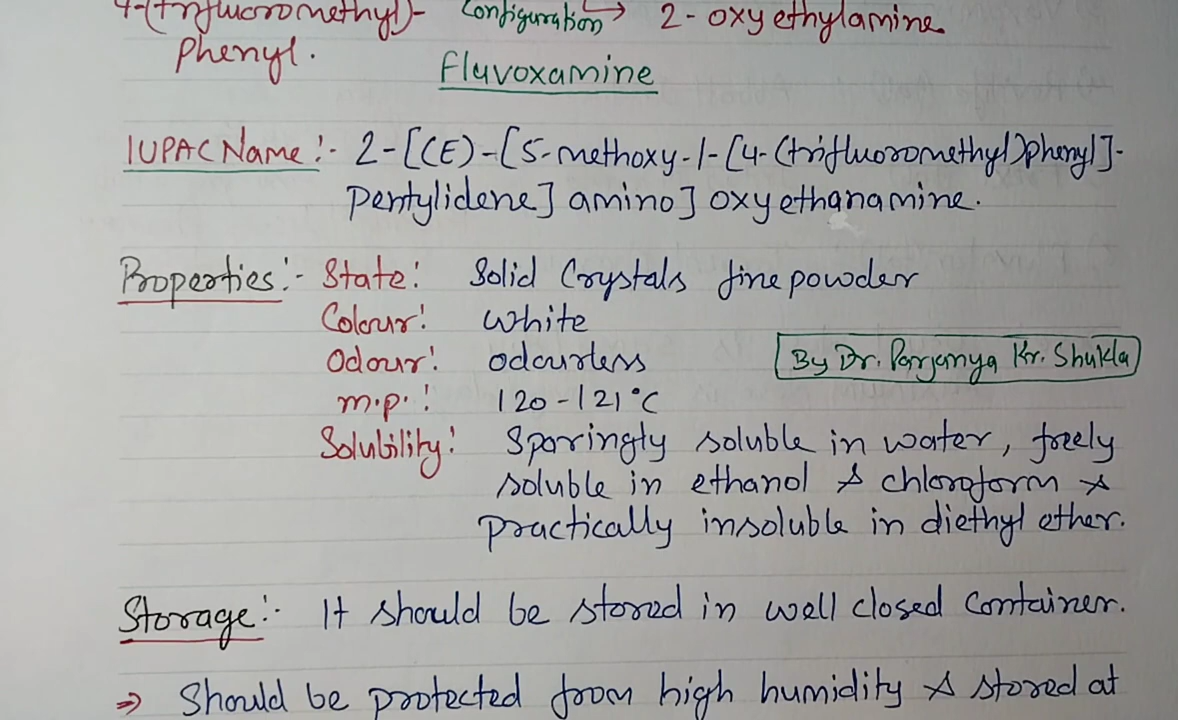 4-(trifluoromethyl)- Configuration → 2-oxyethylamine
Phenyl.
Fluvoxamine
IUPAC Name:- 2-[(E)-[5-methoxy-1-[4-(trifluoromethyl)phenyl]-
Pentylidene] amino] oxyethanamine.
Properties:- State: Solid Crystals fine powder
Colour: White
Odour: odourless
By Dr. Parjanya Kr. Shukla
m.p.: 120-121°C
Solubility: Sparingly soluble in water, freely
soluble in ethanol & chloroform &
Practically insoluble in diethyl ether.
Storage:- It should be stored in well closed container.
⇒ Should be protected from high humidity & stored at